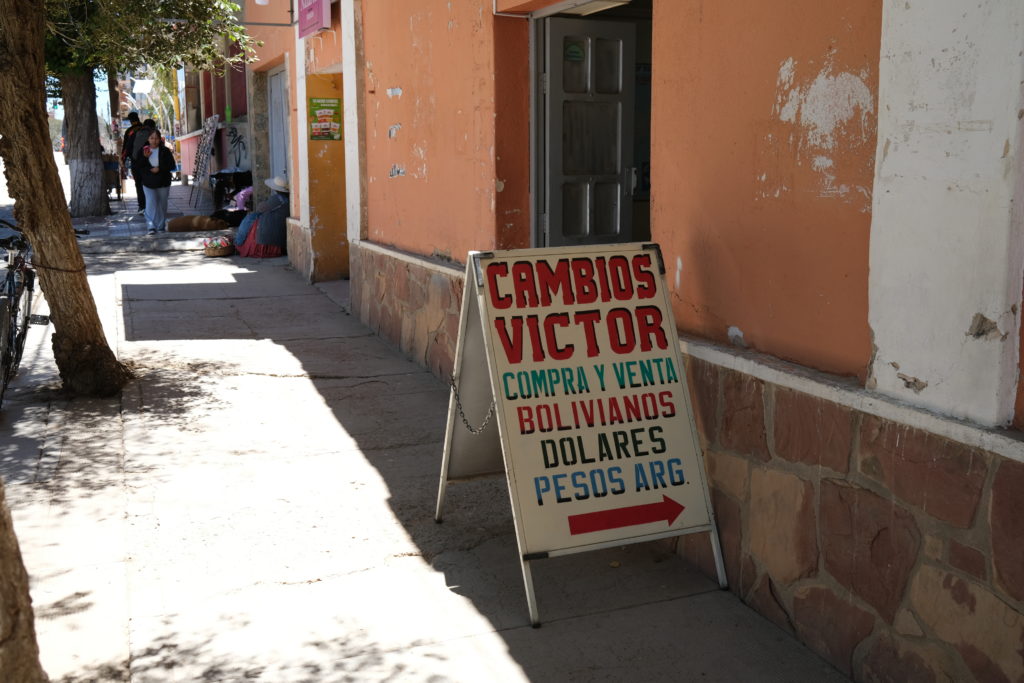 CAMBIOS
VICTOR
COMPRA Y VENTA
BOLIVIANOS
DOLARES
PESOS ARG.